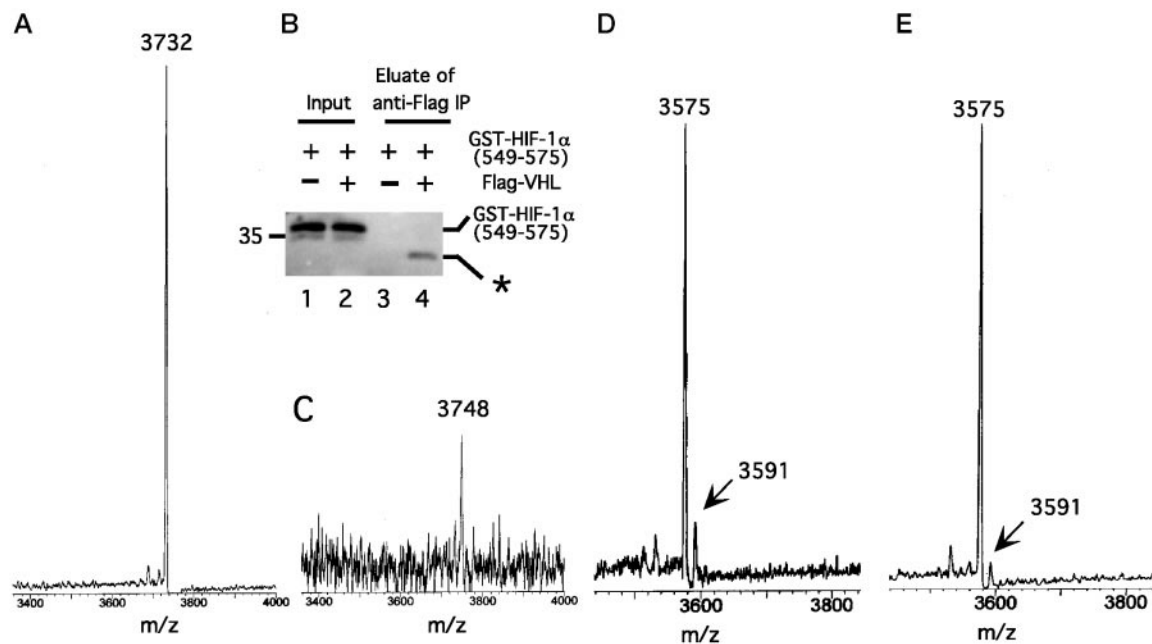 A
3732
3400
3600
3800
4000
m/z
B
Eluate of
Input anti-Flag IP
+ + + + GST-HIF-1α
(549-575)
− + − + Flag-VHL
35
GST-HIF-1α
(549-575)
*
1 2 3 4
C
3748
3400
3600
3800
4000
m/z
D
3575
3591
3600
3800
m/z
E
3575
3591
3600
3800
m/z